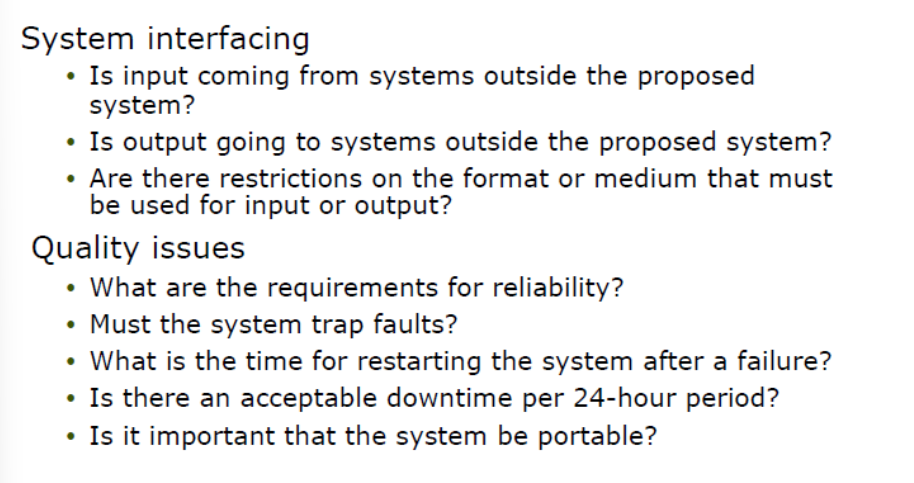 System interfacing
• Is input coming from systems outside the proposed
system?
• Is output going to systems outside the proposed system?
• Are there restrictions on the format or medium that must
be used for input or output?
Quality issues
• What are the requirements for reliability?
• Must the system trap faults?
• What is the time for restarting the system after a failure?
• Is there an acceptable downtime per 24-hour period?
• Is it important that the system be portable?